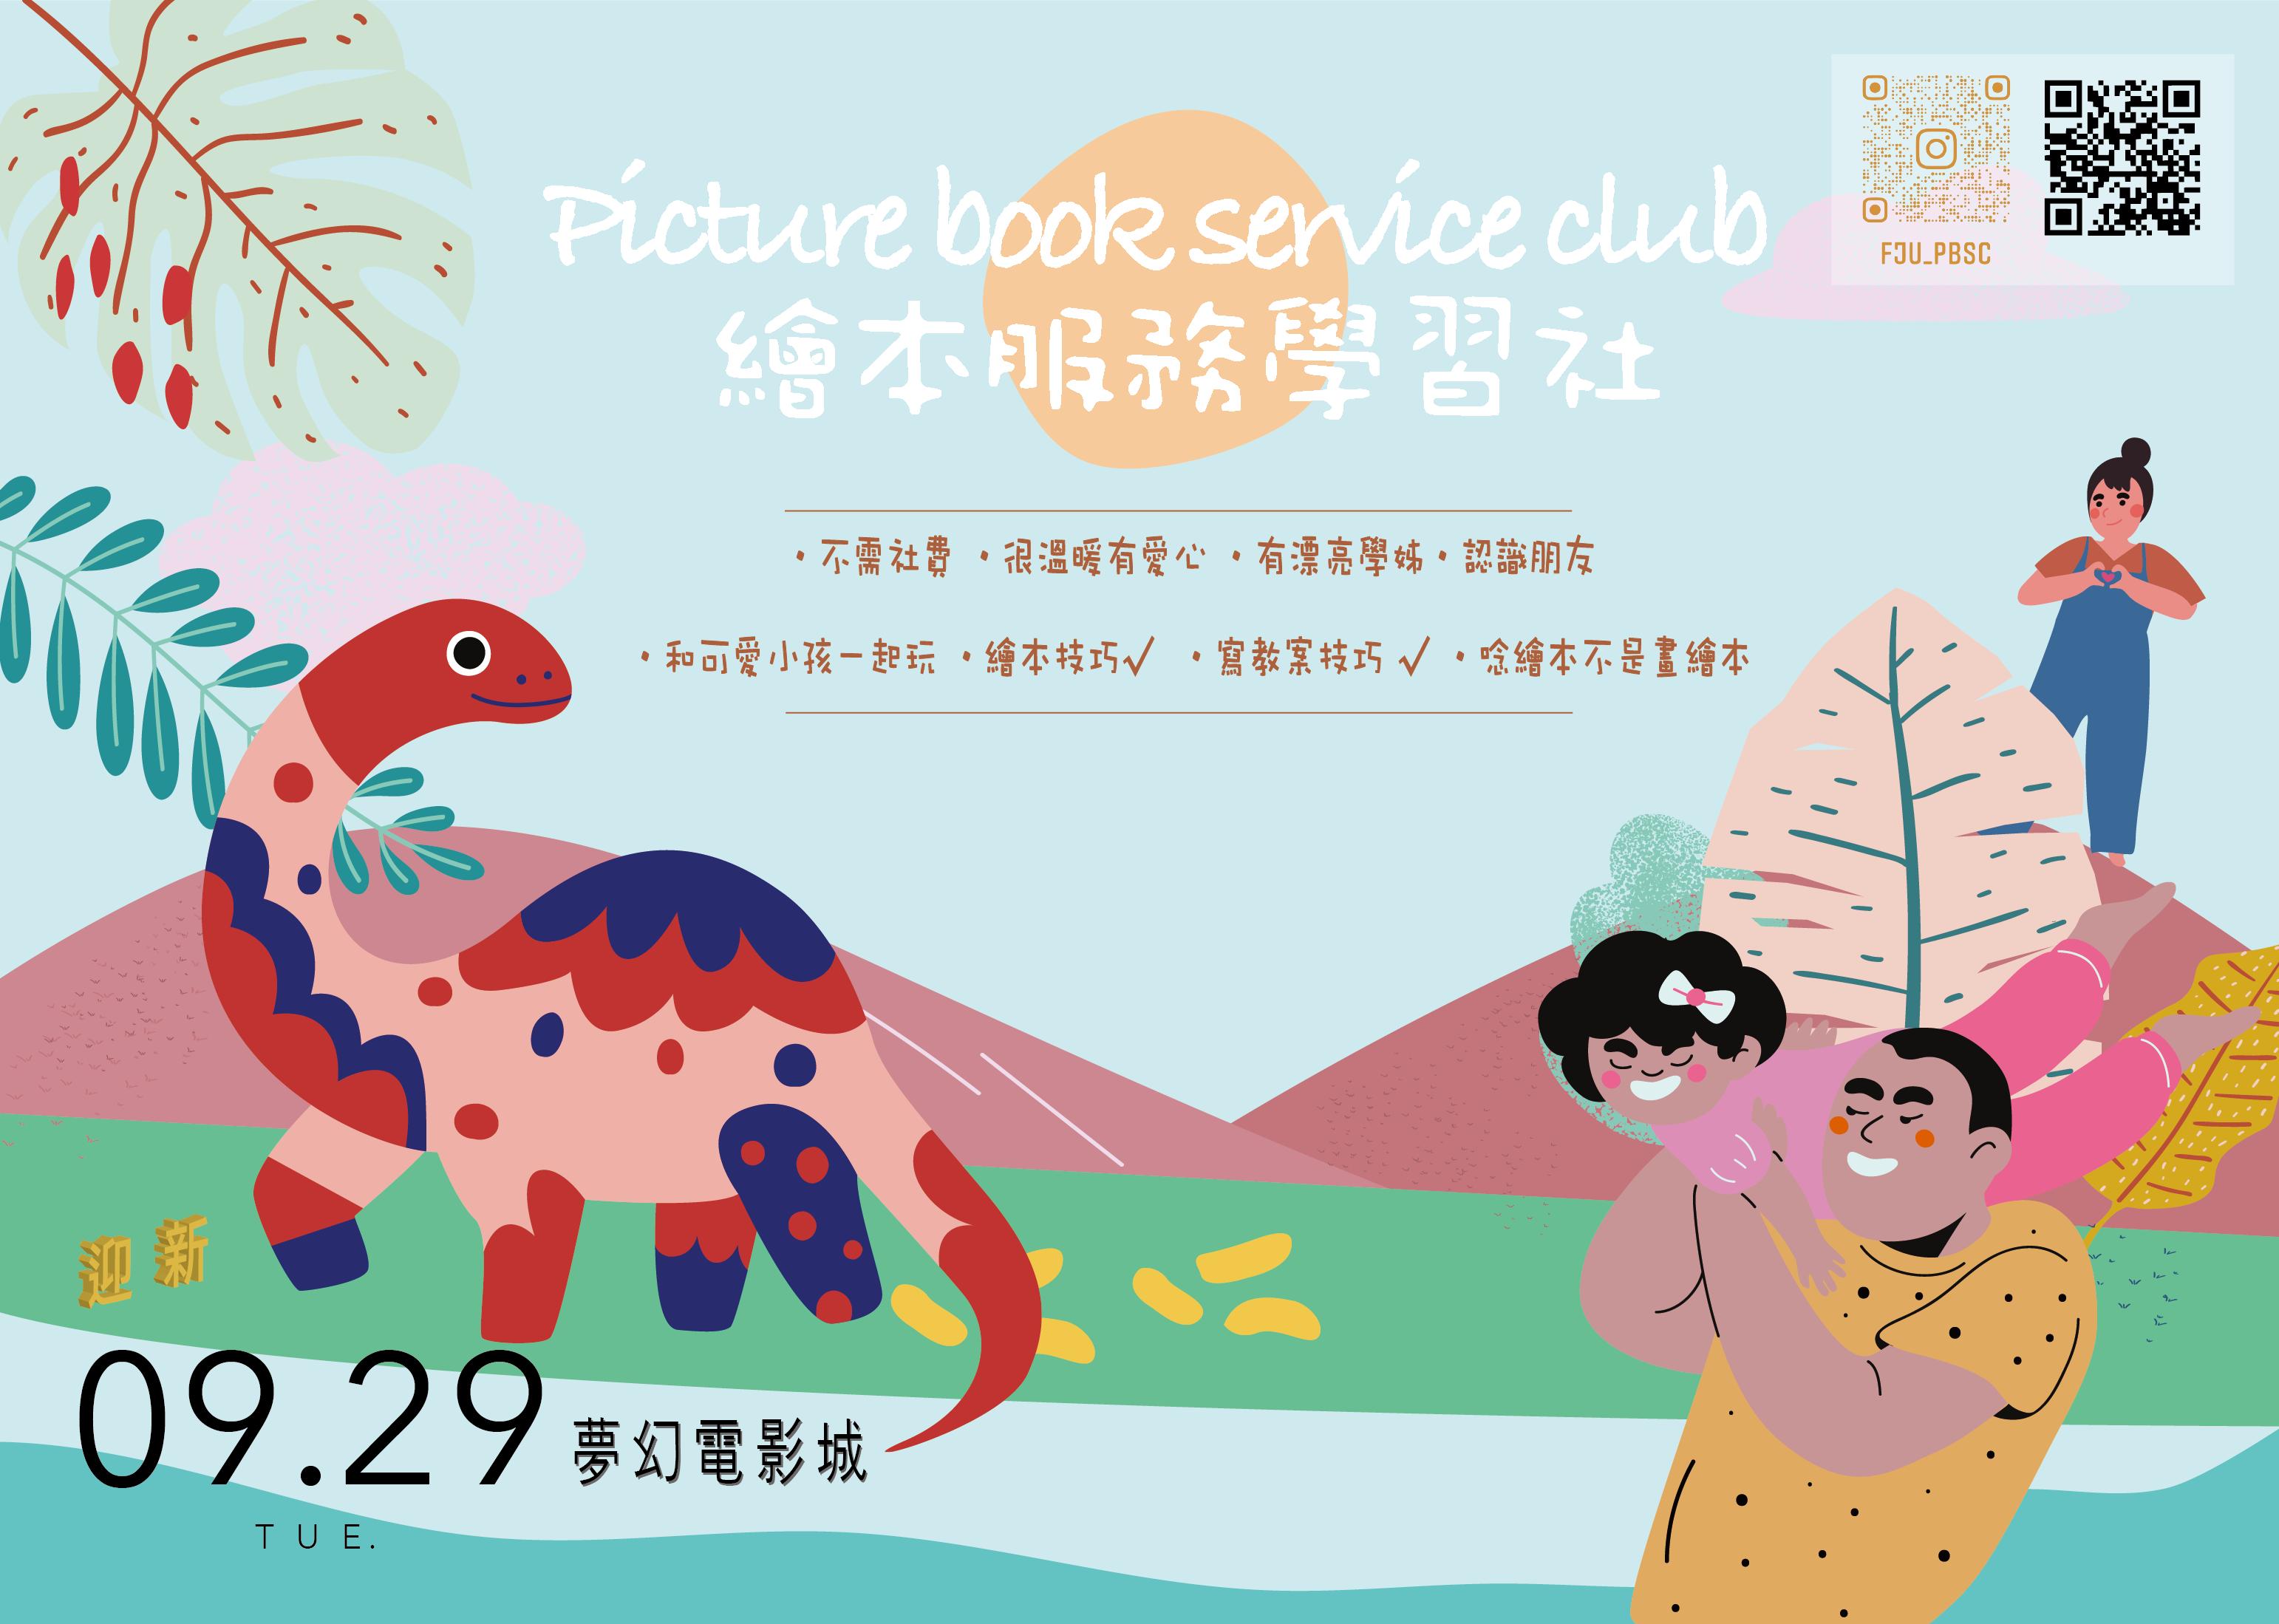 Picture book service club
繪本服務學習社
FJU_PBSC
・不需社費 ・很溫暖有愛心 ・有漂亮學姊・認識朋友
・和可愛小孩一起玩 ・繪本技巧✓ ・寫教案技巧 ✓ ・唸繪本不是畫繪本
迎新
09.29 夢幻電影城
TUE.